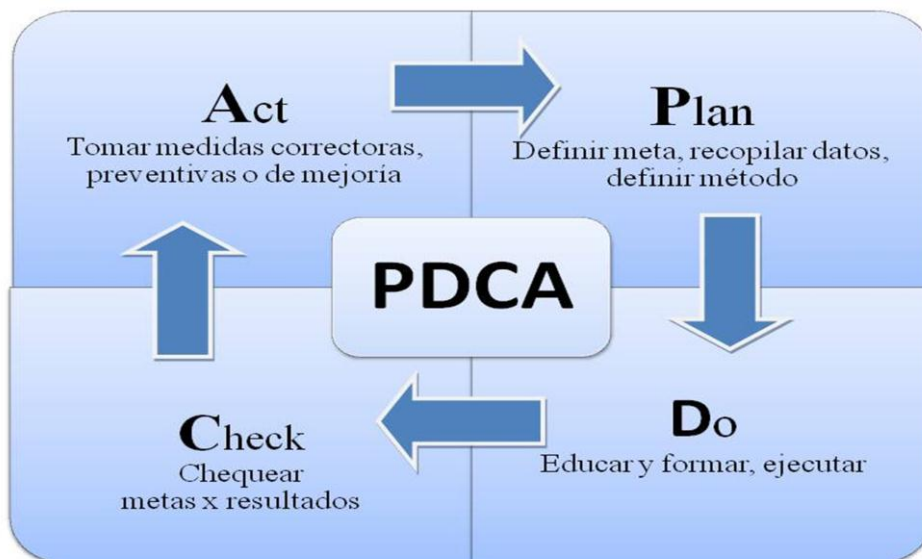 Act
Tomar medidas correctoras,
preventivas o de mejoría
Plan
Definir meta, recopilar datos,
definir método
PDCA
Check
Chequear
metas x resultados
Do
Educar y formar, ejecutar